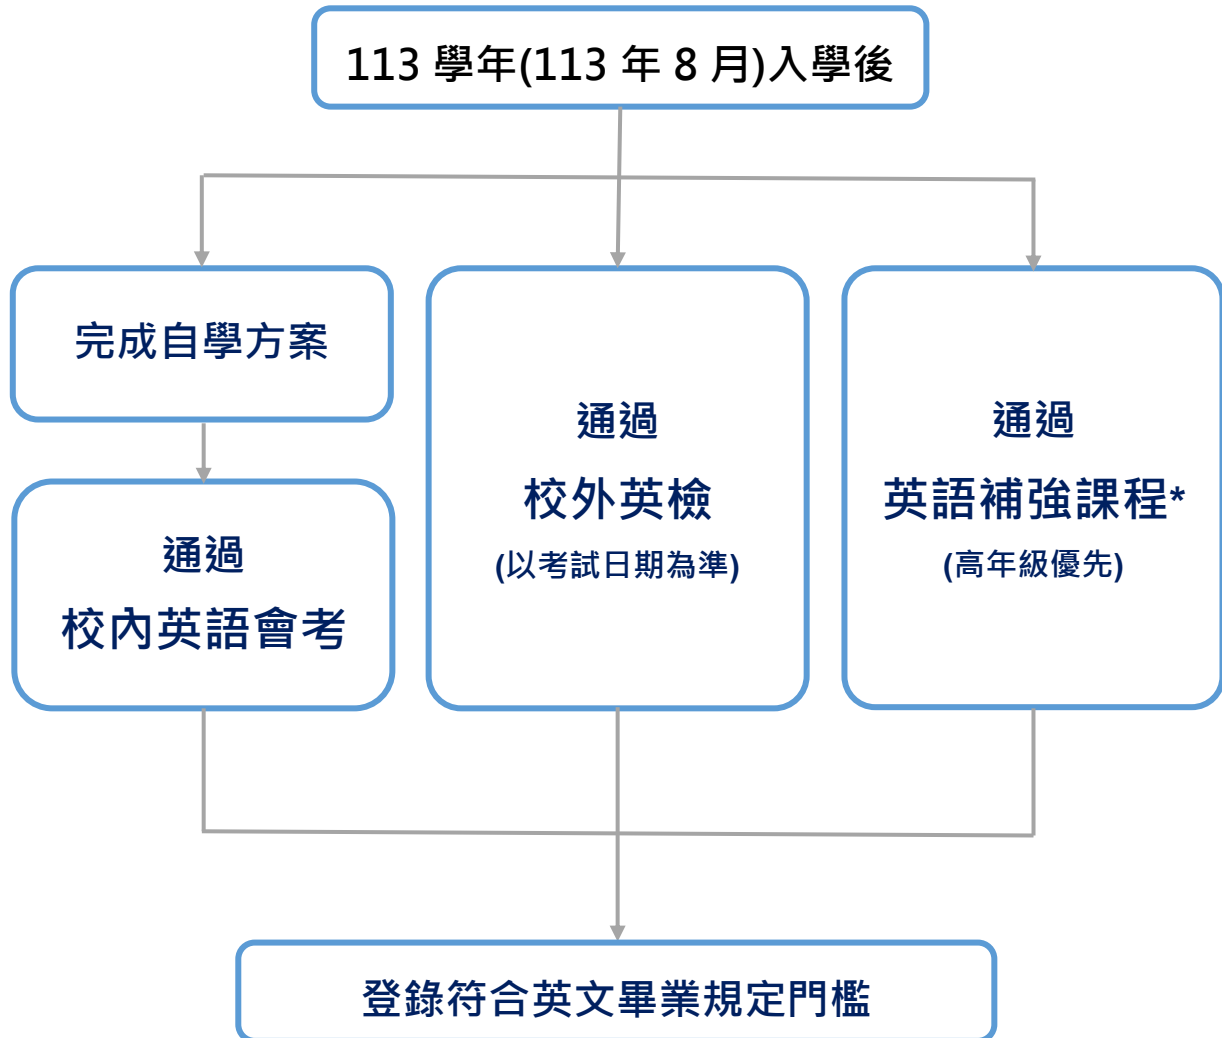 113 學年(113 年 8 月)入學後
完成自學方案
通過
校內英語會考
通過
校外英檢
(以考試日期為準)
通過
英語補強課程*
(高年級優先)
登錄符合英文畢業規定門檻